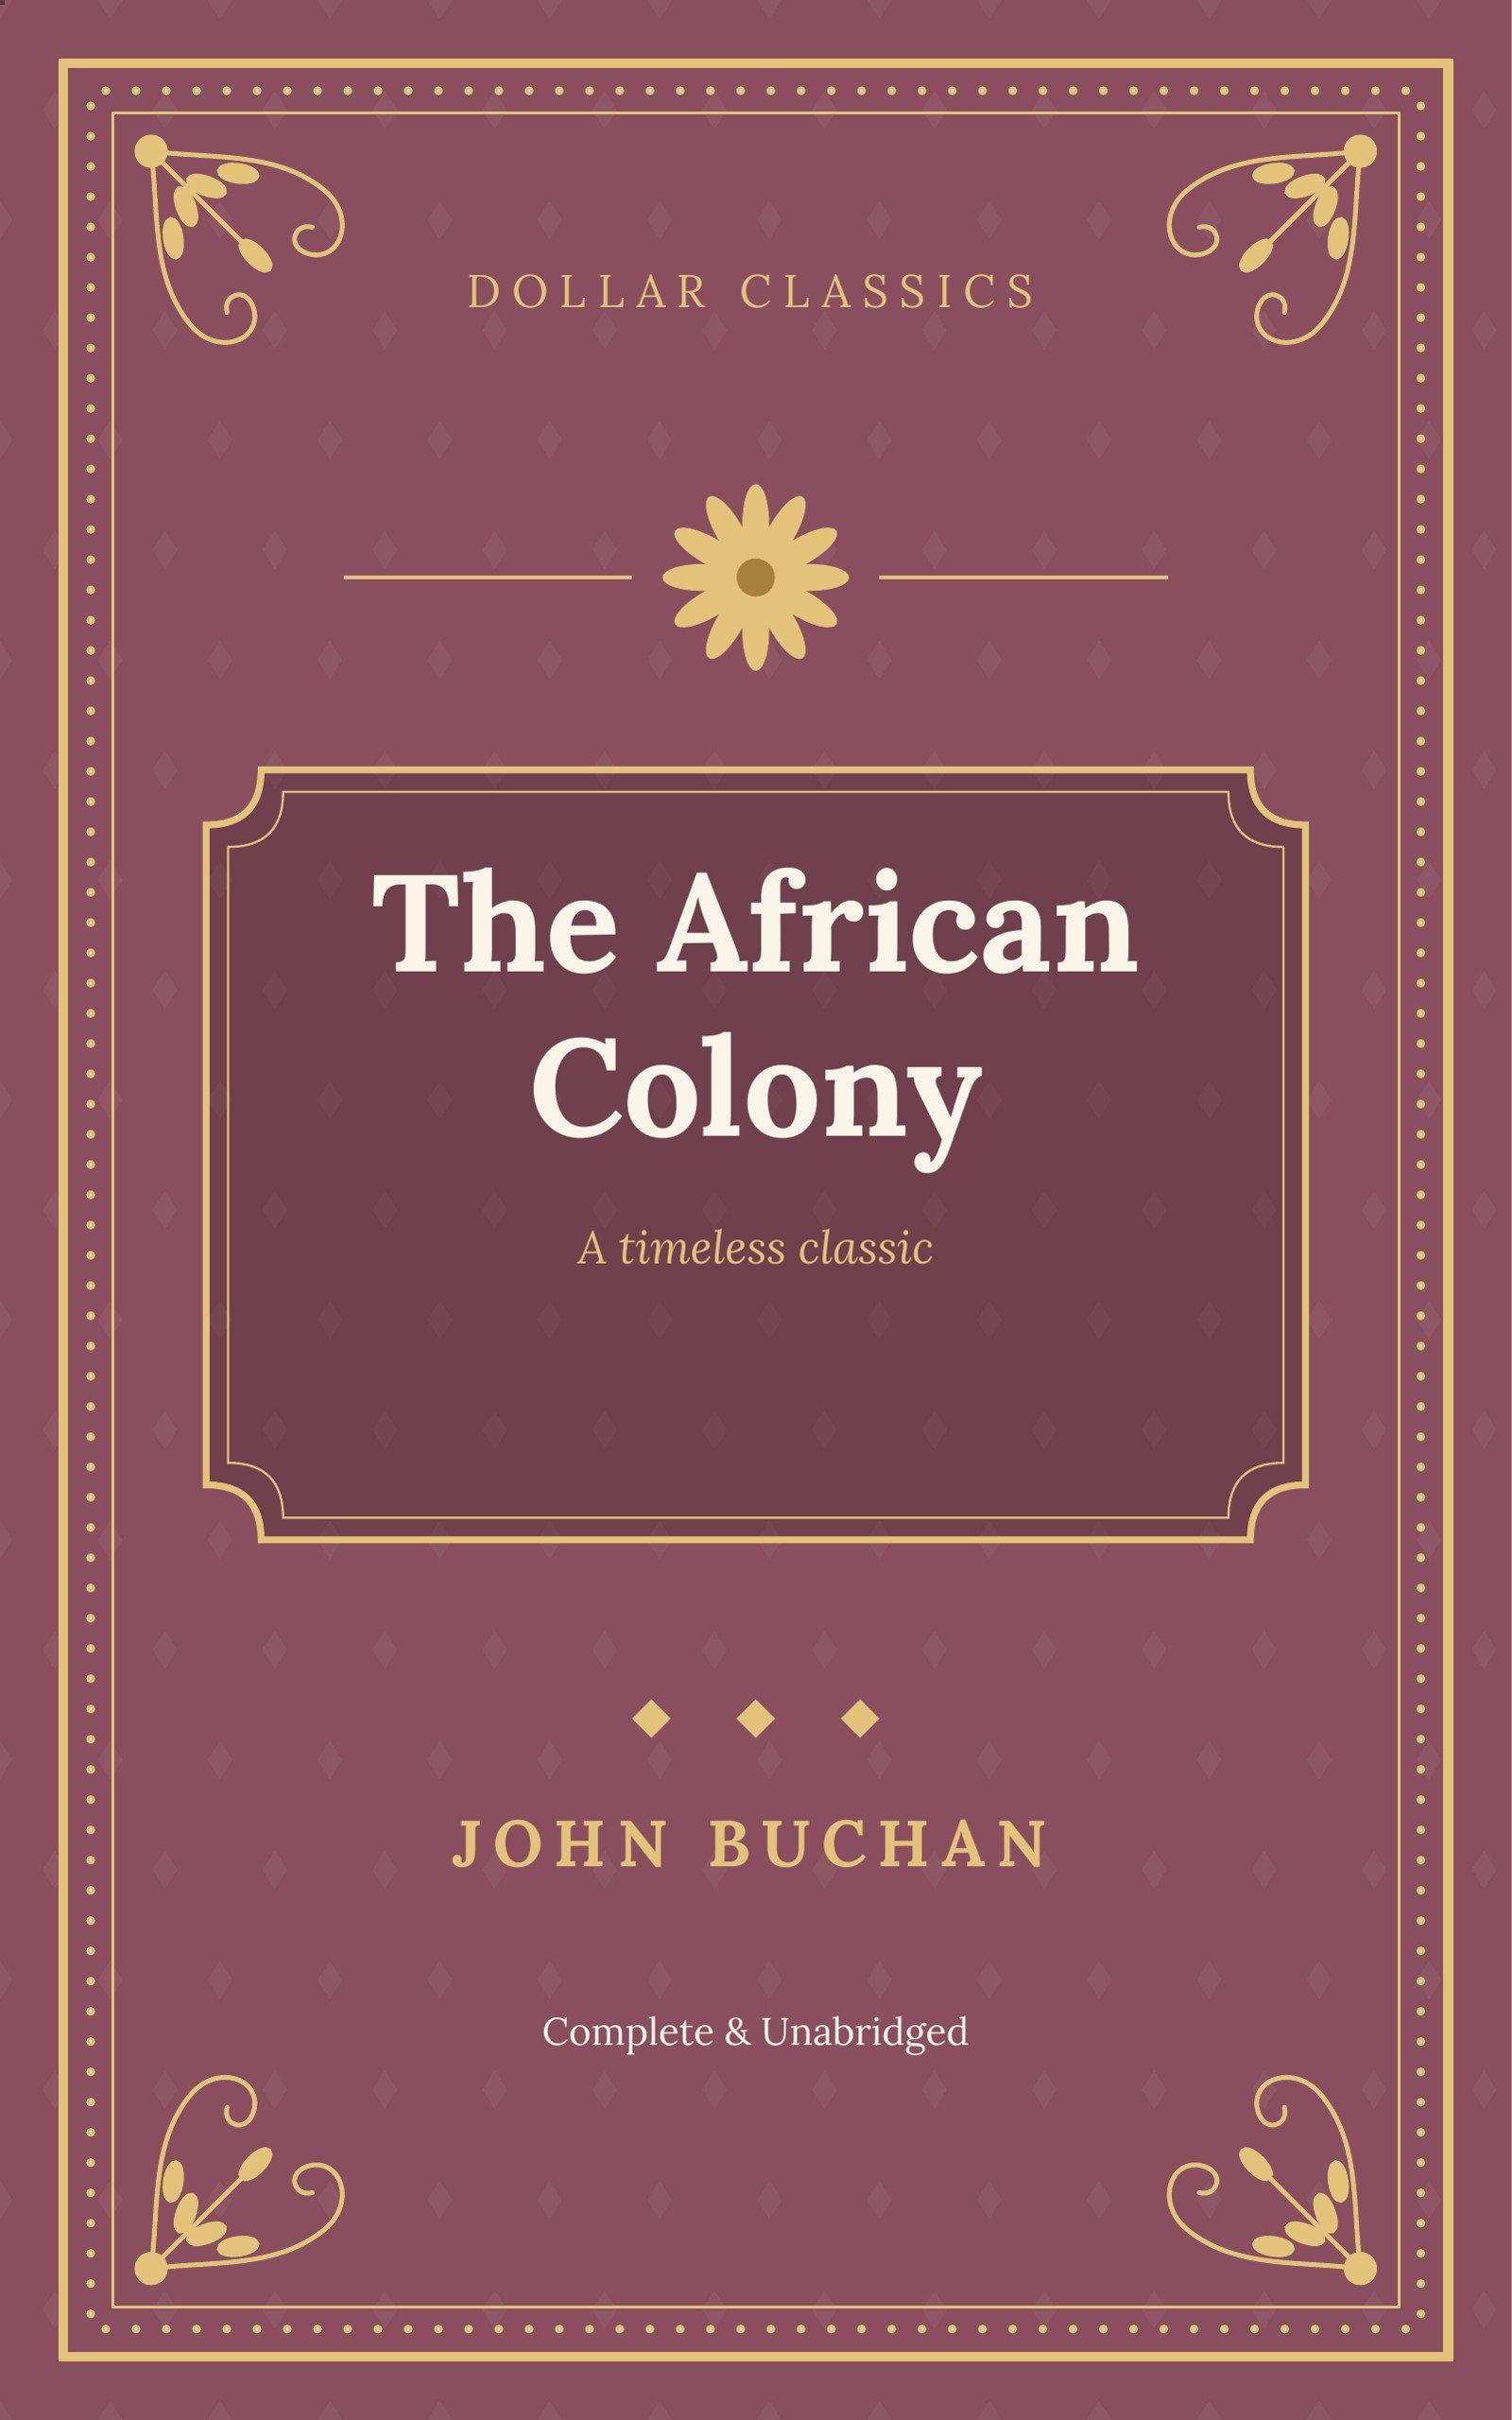 DOLLAR CLASSICS
The African
Colony
A timeless classic
JOHN BUCHAN
Complete & Unabridged